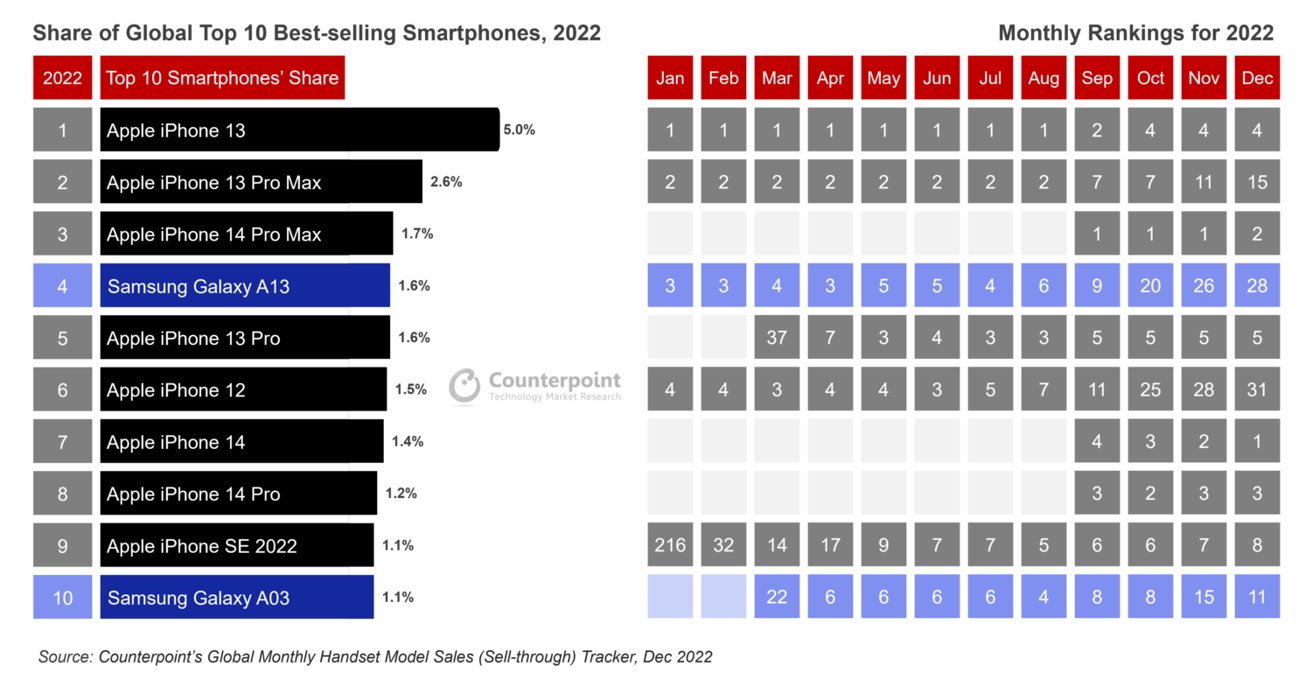 Share of Global Top 10 Best-selling Smartphones, 2022 Monthly Rankings for 2022
2022 Top 10 Smartphones’ Share Jan Feb Mar Apr May Jun Jul Aug Sep Oct Nov Dec
1 Apple iPhone 13 5.0% 1 1 1 1 1 1 1 1 2 4 4 4
2 Apple iPhone 13 Pro Max 2.6% 2 2 2 2 2 2 2 2 7 7 11 15
3 Apple iPhone 14 Pro Max 1.7% 1 1 1 2
4 Samsung Galaxy A13 1.6% 3 3 4 3 5 5 4 6 9 20 26 28
5 Apple iPhone 13 Pro 1.6% 37 7 3 4 3 3 5 5 5 5
6 Apple iPhone 12 1.5% 4 4 3 4 4 3 5 7 11 25 28 31
Counterpoint
Technology Market Research
7 Apple iPhone 14 1.4% 4 3 2 1
8 Apple iPhone 14 Pro 1.2% 3 2 3 3
9 Apple iPhone SE 2022 1.1% 216 32 14 17 9 7 7 5 6 6 7 8
10 Samsung Galaxy A03 1.1% 22 6 6 6 6 4 8 8 15 11
Source: Counterpoint’s Global Monthly Handset Model Sales (Sell-through) Tracker, Dec 2022